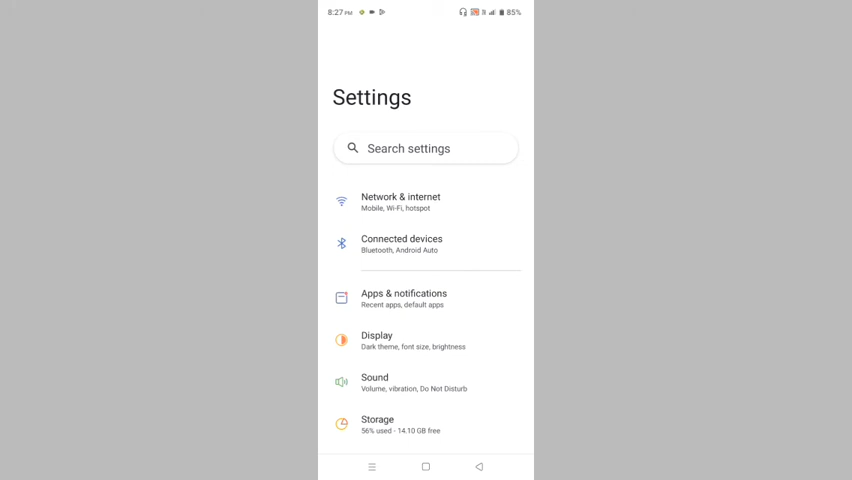 8:27 PM
85%
Settings
Search settings
Network & internet
Mobile, Wi-Fi, hotspot
Connected devices
Bluetooth, Android Auto
Apps & notifications
Recent apps, default apps
Display
Dark theme, font size, brightness
Sound
Volume, vibration, Do Not Disturb
Storage
56% used - 14.10 GB free